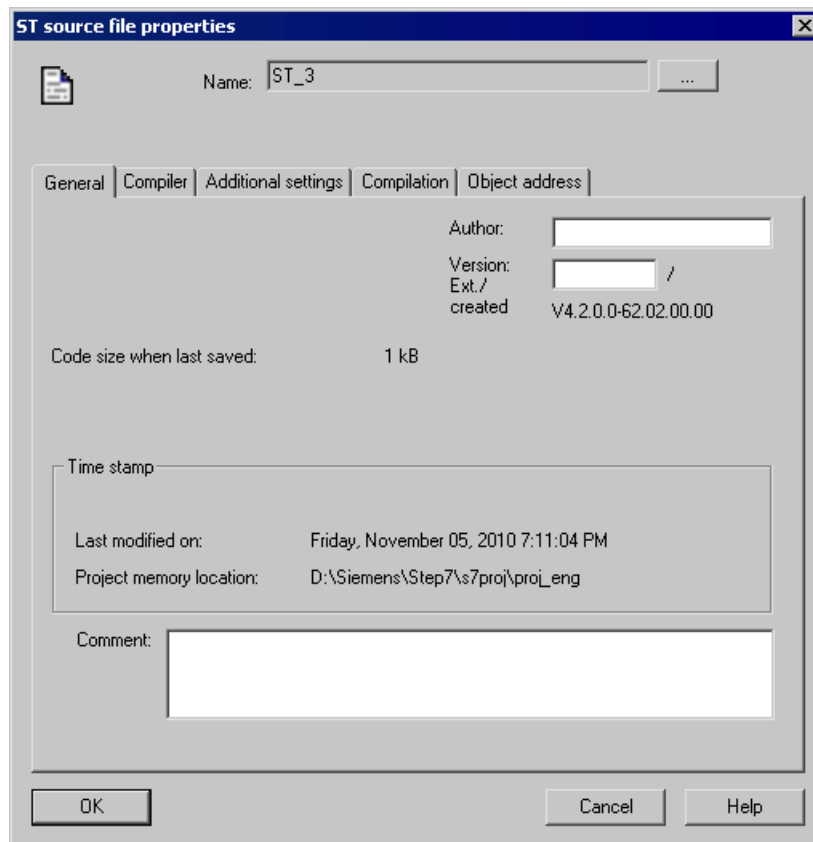 ST source file properties
Name: ST_3 ...
General Compiler Additional settings Compilation Object address
Author:
Version: /
Ext./
created V4.2.0.0-62.02.00.00
Code size when last saved: 1 kB
Time stamp
Last modified on: Friday, November 05, 2010 7:11:04 PM
Project memory location: D:\Siemens\Step7\s7proj\proj_eng
Comment:
OK Cancel Help